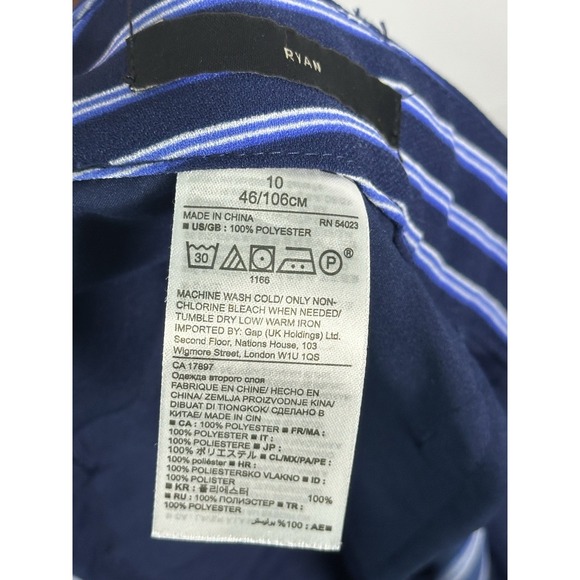 RYAN
10
46/106CM
MADE IN CHINA RN 54023
■ US/GB : 100% POLYESTER
30
P®
1166
MACHINE WASH COLD/ ONLY NON-
CHLORINE BLEACH WHEN NEEDED/
TUMBLE DRY LOW/ WARM IRON
IMPORTED BY: Gap (UK Holdings) Ltd.
Second Floor, Nations House, 103
Wigmore Street, London W1U 1QS
CA 17897
Одежда второго слоя
FABRIQUE EN CHINE/ HECHO EN
CHINA/ ZEMLJA PROIZVODNJE KINA/
DIBUAT DI TIONGKOK/ СДЕЛАНО В
КИТАЕ/ MADE IN CIN
■ CA : 100% POLYESTER ■ FR/MA :
100% POLYESTER ■ IT :
100% POLIESTERE ■ JP :
100% ポリエステル ■ CL/MX/PA/PE :
100% poliéster ■ HR :
100% POLIESTERSKO VLAKNO ■ ID :
100% POLYESTER
■ KR : 폴리에스터 100%
■ RU : 100% ПОЛИЭСТЕР ■ TR :
100% POLYESTER
■ AE : 100% بوليستر